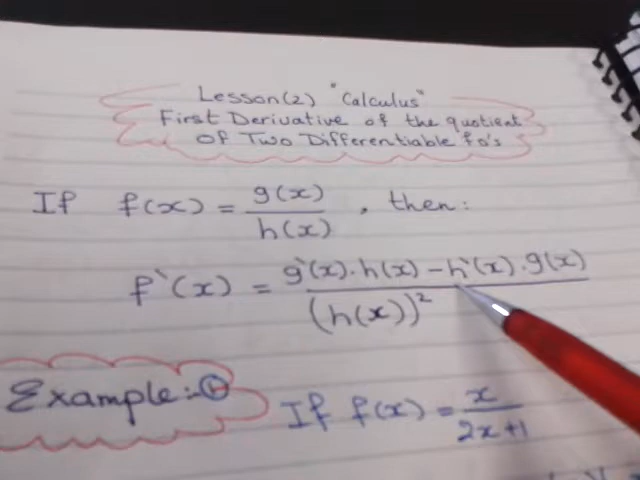 Lesson(2) "Calculus"
First Derivative of the quotient
of Two Differentiable fo's
If f(x) = g(x)/h(x) , then:
f`(x) = g`(x).h(x) - h`(x).g(x)/(h(x))²
Example:- ① If f(x) = x/2x+1